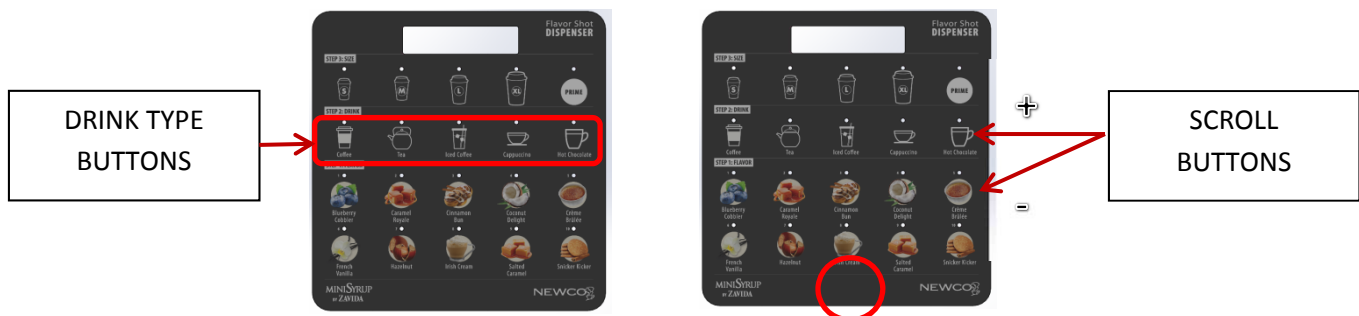 DRINK TYPE
BUTTONS
Flavor Shot
DISPENSER
STEP 3: SIZE
S
M
L
XL
PRIME
STEP 2: DRINK
Coffee
Tea
Iced Coffee
Cappuccino
Hot Chocolate
Blueberry
Cobbler
Caramel
Royale
Cinnamon
Bun
Coconut
Delight
Crème
Brûlée
French
Vanilla
Hazelnut
Irish Cream
Salted
Caramel
Snicker Kicker
MINISYRUP
BY ZAVIDA
NEWCO
Flavor Shot
DISPENSER
STEP 3: SIZE
S
M
L
XL
PRIME
STEP 2: DRINK
Coffee
Tea
Iced Coffee
Cappuccino
Hot Chocolate
STEP 1: FLAVOR
Blueberry
Cobbler
Caramel
Royale
Cinnamon
Bun
Coconut
Delight
Crème
Brûlée
French
Vanilla
Hazelnut
Cream
Salted
Caramel
Snicker Kicker
MINISYRUP
BY ZAVIDA
NEWCO
+
-
SCROLL
BUTTONS